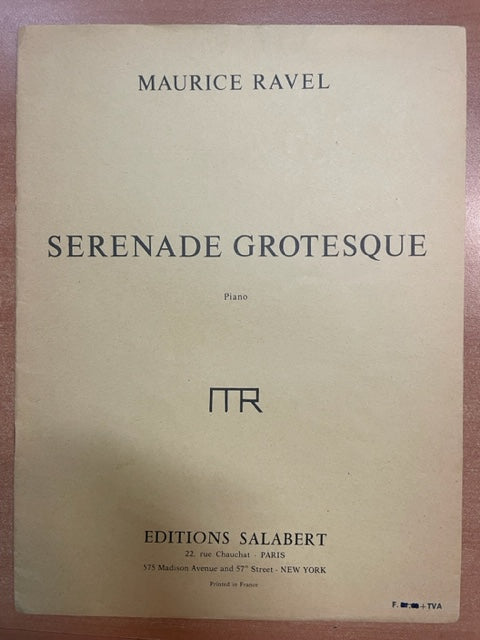 MAURICE RAVEL
SERENADE GROTESQUE
Piano
MR
EDITIONS SALABERT
22, rue Chauchat - PARIS
575 Madison Avenue and 57th Street - NEW YORK
Printed in France
F. + TVA